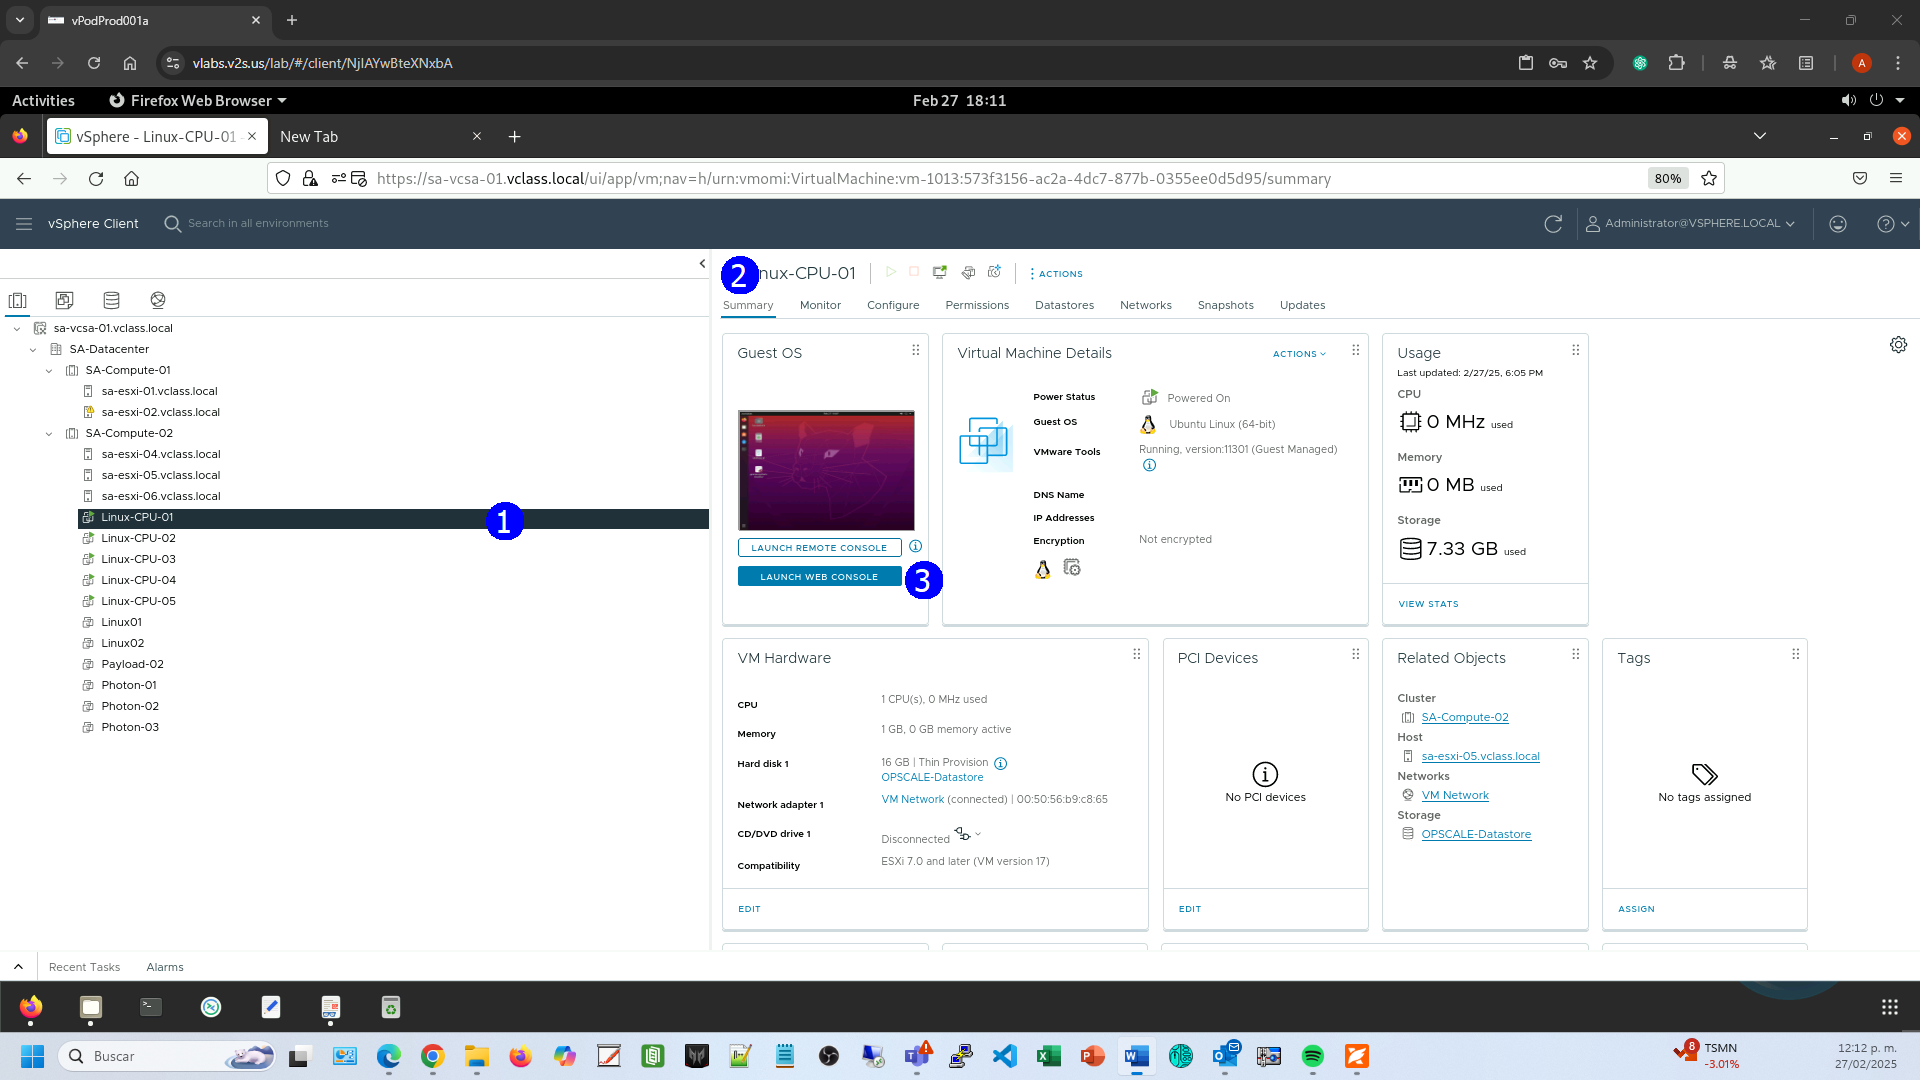 vPodProd001a
vlabs.v2s.us/lab/#/client/NjIAYwBteXNxbA
A
Activities
Firefox Web Browser
Feb 27 18:11
vSphere - Linux-CPU-01
New Tab
https://sa-vcsa-01.vclass.local/ui/app/vm;nav=h/urn:vmomi:VirtualMachine:vm-1013:573f3156-ac2a-4dc7-877b-0355ee0d5d95/summary
80%
vSphere Client
Search in all environments
Administrator@VSPHERE.LOCAL
sa-vcsa-01.vclass.local
SA-Datacenter
SA-Compute-01
sa-esxi-01.vclass.local
sa-esxi-02.vclass.local
SA-Compute-02
sa-esxi-04.vclass.local
sa-esxi-05.vclass.local
sa-esxi-06.vclass.local
Linux-CPU-01
1
Linux-CPU-02
Linux-CPU-03
Linux-CPU-04
Linux-CPU-05
Linux01
Linux02
Payload-02
Photon-01
Photon-02
Photon-03
2
nux-CPU-01
ACTIONS
Summary
Monitor
Configure
Permissions
Datastores
Networks
Snapshots
Updates
Guest OS
LAUNCH REMOTE CONSOLE
LAUNCH WEB CONSOLE
3
Virtual Machine Details
ACTIONS
Power Status
Powered On
Guest OS
Ubuntu Linux (64-bit)
VMware Tools
Running, version:11301 (Guest Managed)
DNS Name
IP Addresses
Encryption
Not encrypted
Usage
Last updated: 2/27/25, 6:05 PM
CPU
0 MHz used
Memory
0 MB used
Storage
7.33 GB used
VIEW STATS
VM Hardware
CPU
1 CPU(s), 0 MHz used
Memory
1 GB, 0 GB memory active
Hard disk 1
16 GB | Thin Provision
OPSCALE-Datastore
Network adapter 1
VM Network (connected) | 00:50:56:b9:c8:65
CD/DVD drive 1
Disconnected
Compatibility
ESXi 7.0 and later (VM version 17)
EDIT
PCI Devices
No PCI devices
EDIT
Related Objects
Cluster
SA-Compute-02
Host
sa-esxi-05.vclass.local
Networks
VM Network
Storage
OPSCALE-Datastore
Tags
No tags assigned
ASSIGN
Recent Tasks
Alarms
Buscar
8
TSMN
-3.01%
12:12 p. m.
27/02/2025